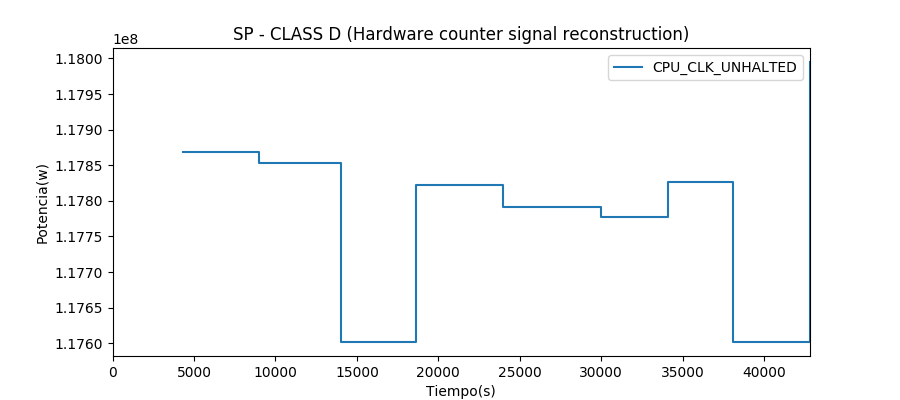 SP - CLASS D (Hardware counter signal reconstruction)
1e8
CPU_CLK_UNHALTED
1.1800
1.1795
1.1790
1.1785
1.1780
1.1775
1.1770
1.1765
1.1760
Potencia(w)
0 5000 10000 15000 20000 25000 30000 35000 40000
Tiempo(s)